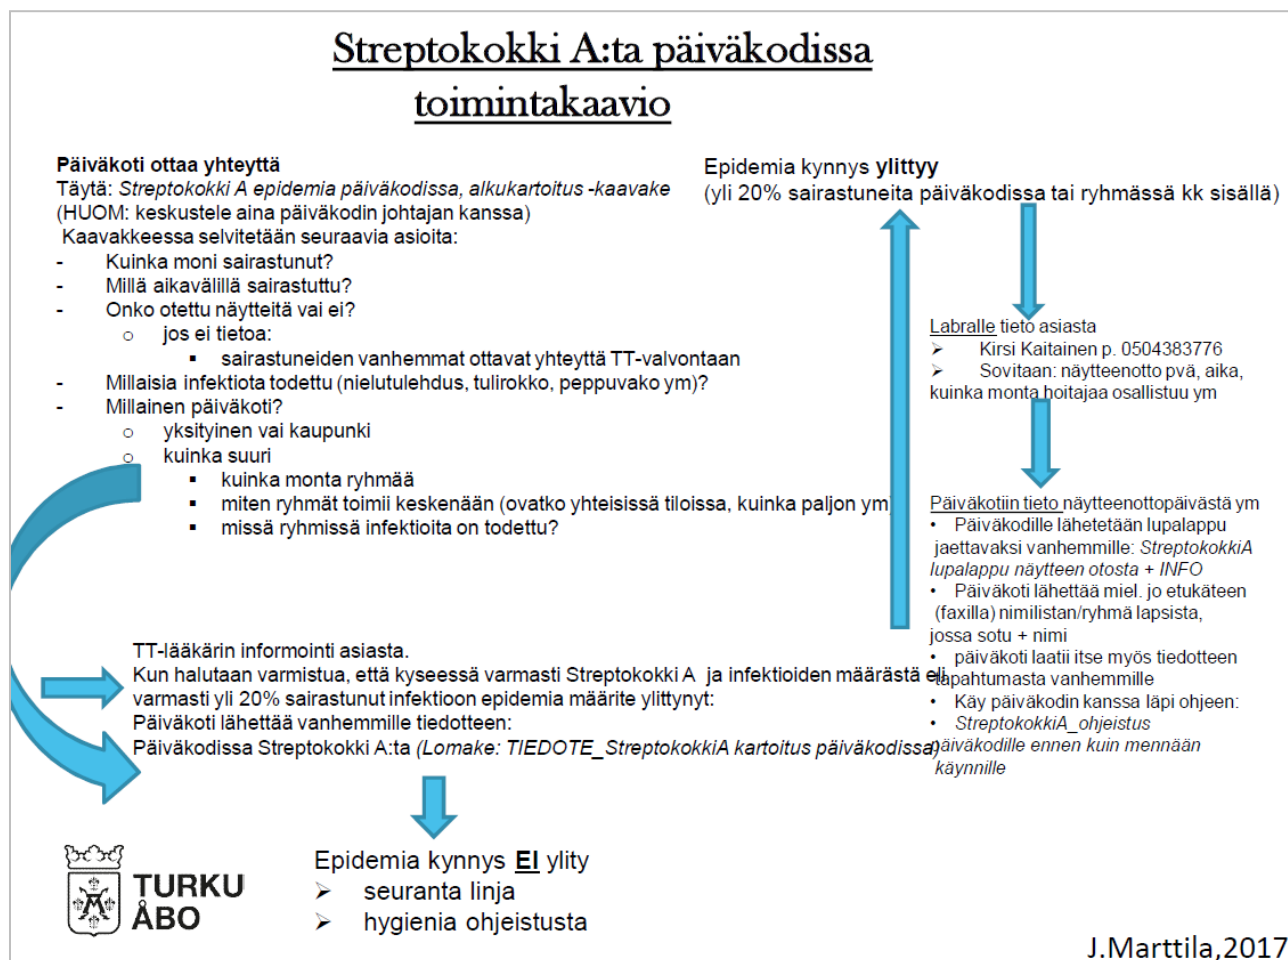 Streptokokki A:ta päiväkodissa
toimintakaavio
Päiväkoti ottaa yhteyttä
Täytä: Streptokokki A epidemia päiväkodissa, alkukartoitus -kaavake
(HUOM: keskustele aina päiväkodin johtajan kanssa)
Kaavakkeessa selvitetään seuraavia asioita:
- Kuinka moni sairastunut?
- Millä aikavälillä sairastuttu?
- Onko otettu näytteitä vai ei?
o jos ei tietoa:
▪ sairastuneiden vanhemmat ottavat yhteyttä TT-valvontaan
- Millaisia infektiota todettu (nielutulehdus, tulirokko, peppuvako ym)?
- Millainen päiväkoti?
o yksityinen vai kaupunki
o kuinka suuri
▪ kuinka monta ryhmää
▪ miten ryhmät toimii keskenään (ovatko yhteisissä tiloissa, kuinka paljon ym)
▪ missä ryhmissä infektioita on todettu?
TT-lääkärin informointi asiasta.
Kun halutaan varmistua, että kyseessä varmasti Streptokokki A ja infektioiden määrästä eli
varmasti yli 20% sairastunut infektioon epidemia määrite ylittynyt:
Päiväkoti lähettää vanhemmille tiedotteen:
Päiväkodissa Streptokokki A:ta (Lomake: TIEDOTE_StreptokokkiA kartoitus päiväkodissa)
Epidemia kynnys EI ylity
➢ seuranta linja
➢ hygienia ohjeistusta
Epidemia kynnys ylittyy
(yli 20% sairastuneita päiväkodissa tai ryhmässä kk sisällä)
Labralle tieto asiasta
➢ Kirsi Kaitainen p. 0504383776
➢ Sovitaan: näytteenotto pvä, aika,
kuinka monta hoitajaa osallistuu ym
Päiväkotiin tieto näytteenottopäivästä ym
• Päiväkodille lähetetään lupalappu
jaettavaksi vanhemmille: StreptokokkiA
lupalappu näytteen otosta + INFO
• Päiväkoti lähettää miel. jo etukäteen
(faxilla) nimilistan/ryhmä lapsista,
jossa sotu + nimi
• päiväkoti laatii itse myös tiedotteen
tapahtumasta vanhemmille
• Käy päiväkodin kanssa läpi ohjeen:
• StreptokokkiA_ohjeistus
päiväkodille ennen kuin mennään
käynnille
TURKU
ÅBO
J.Marttila,2017